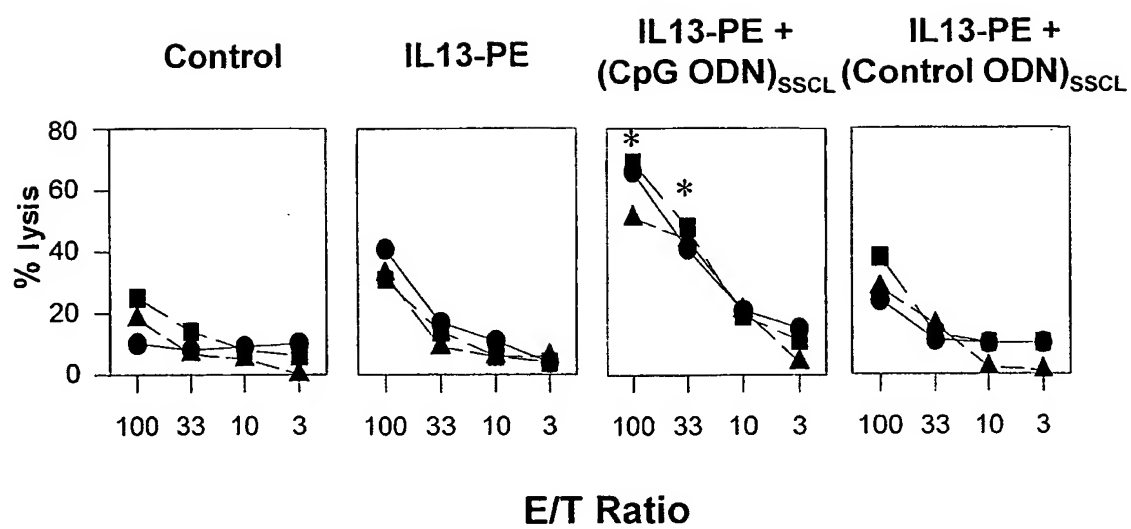 Control
IL13-PE
IL13-PE +
(CpG ODN)SSCL
IL13-PE +
(Control ODN)SSCL
% lysis
80
60
40
20
0
* *
100 33 10 3
100 33 10 3
100 33 10 3
100 33 10 3
E/T Ratio